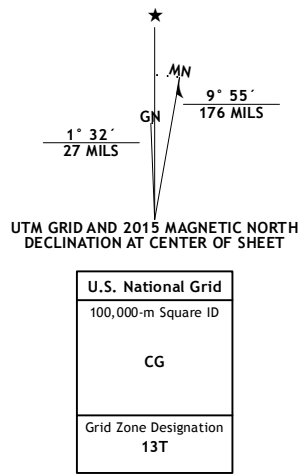 MN
GN
9° 55´
176 MILS
1° 32´
27 MILS
UTM GRID AND 2015 MAGNETIC NORTH
DECLINATION AT CENTER OF SHEET
U.S. National Grid
100,000-m Square ID
CG
Grid Zone Designation
13T